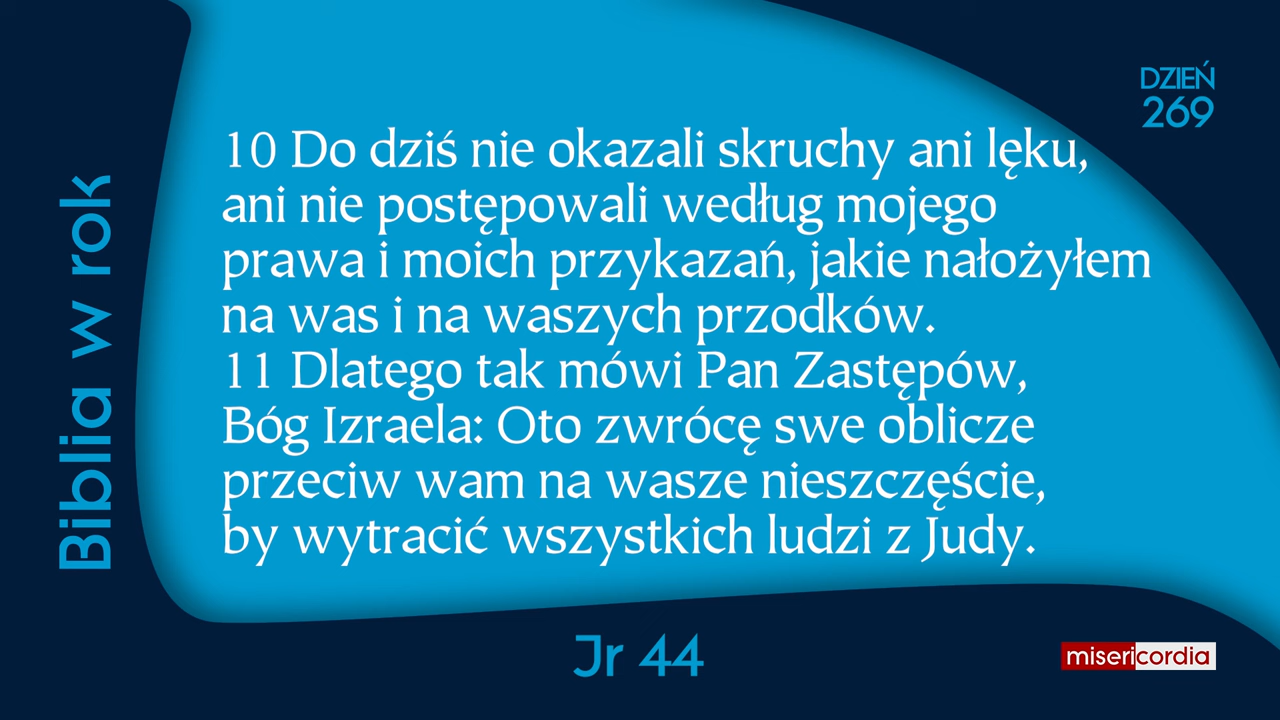 DZIEŃ
269
10 Do dziś nie okazali skruchy ani lęku,
ani nie postępowali według mojego
prawa i moich przykazań, jakie nałożyłem
na was i na waszych przodków.
11 Dlatego tak mówi Pan Zastępów,
Bóg Izraela: Oto zwrócę swe oblicze
przeciw wam na wasze nieszczęście,
by wytracić wszystkich ludzi z Judy.
Biblia w rok
Jr 44
misericordia